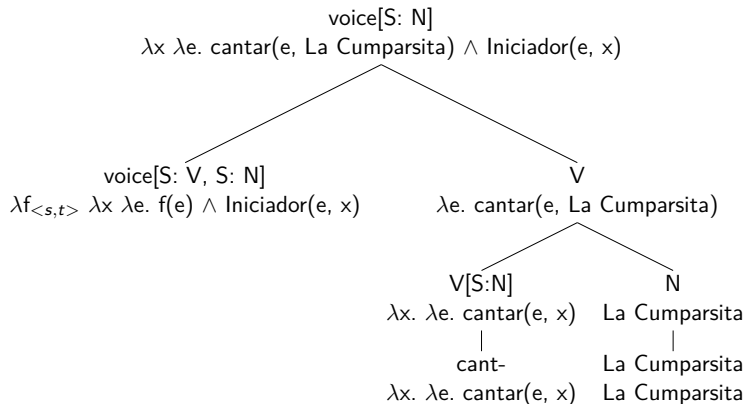 voice[S: N]
λx λe. cantar(e, La Cumparsita) ∧ Iniciador(e, x)
voice[S: V, S: N]
λf<s,t> λx λe. f(e) ∧ Iniciador(e, x)
V
λe. cantar(e, La Cumparsita)
V[S:N]
λx. λe. cantar(e, x)
N
La Cumparsita
cant-
λx. λe. cantar(e, x)
La Cumparsita
La Cumparsita